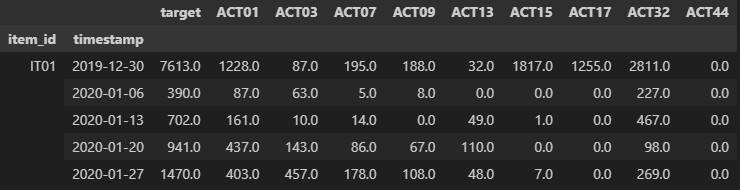 target ACT01 ACT03 ACT07 ACT09 ACT13 ACT15 ACT17 ACT32 ACT44
item_id timestamp
IT01 2019-12-30 7613.0 1228.0 87.0 195.0 188.0 32.0 1817.0 1255.0 2811.0 0.0
2020-01-06 390.0 87.0 63.0 5.0 8.0 0.0 0.0 0.0 227.0 0.0
2020-01-13 702.0 161.0 10.0 14.0 0.0 49.0 1.0 0.0 467.0 0.0
2020-01-20 941.0 437.0 143.0 86.0 67.0 110.0 0.0 0.0 98.0 0.0
2020-01-27 1470.0 403.0 457.0 178.0 108.0 48.0 7.0 0.0 269.0 0.0